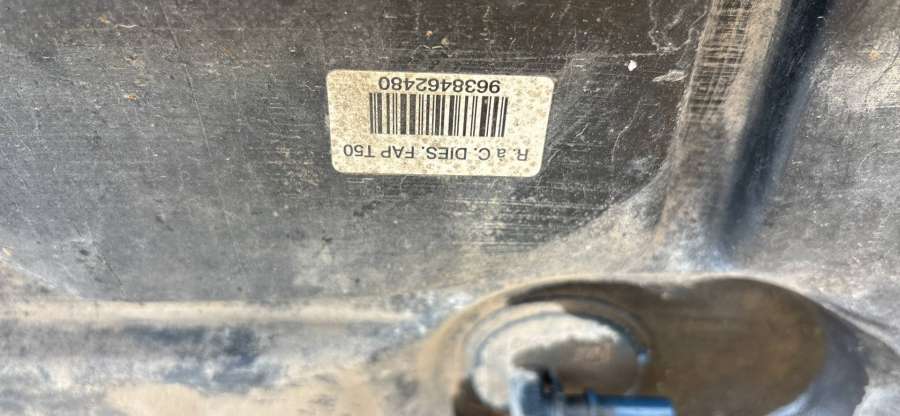 R. à C. DIES. FAP T50
9638462480